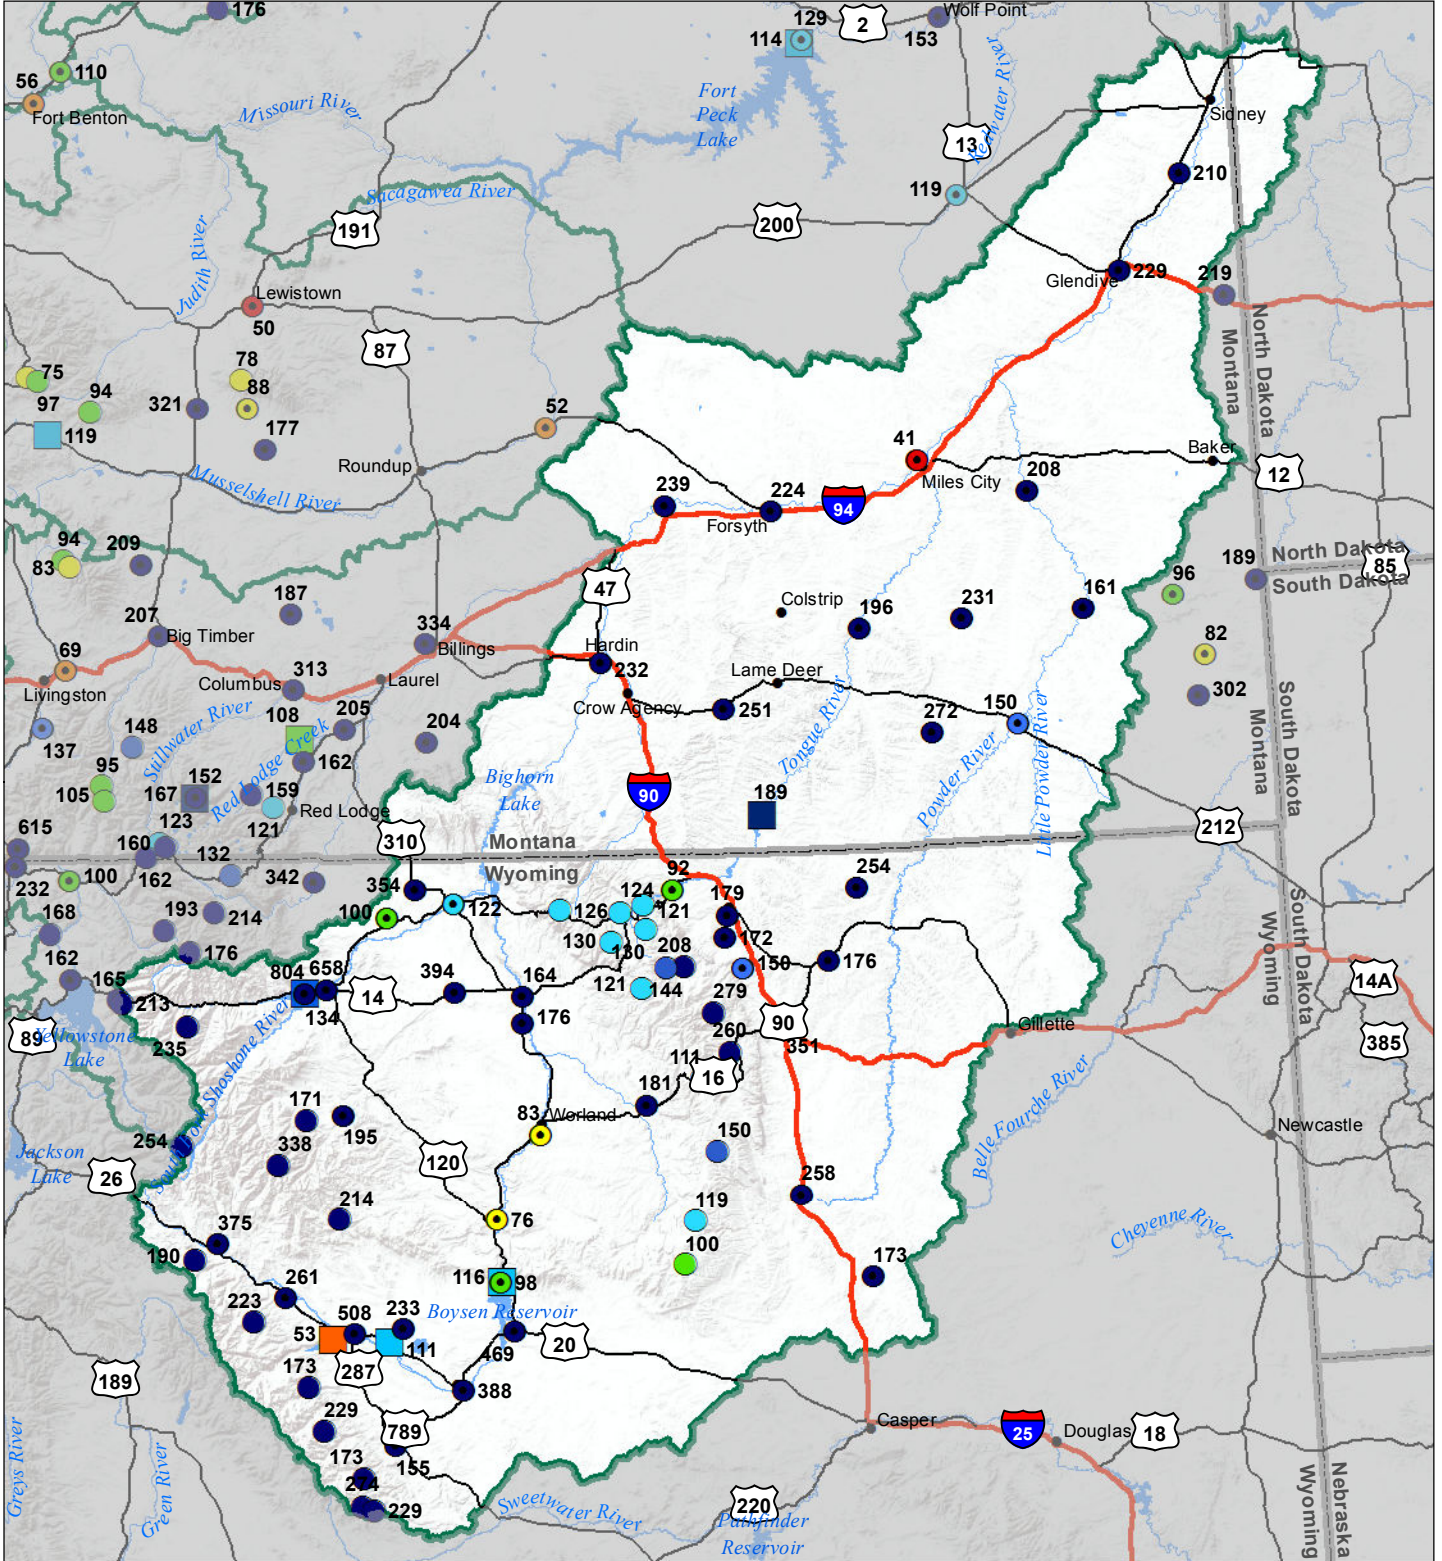 176
129
2
Wolf Point
114
153
56
110
Fort Benton
Missouri River
Fort
Peck
Lake
Redwater River
Sidney
13
210
119
Sacagawea River
191
200
Judith River
Glendive
229
219
Lewistown
50
North Dakota
Montana
87
75
78
97
94
321
88
119
177
52
Roundup
41
Baker
12
Musselshell River
Miles City
208
239
224
94
Forsyth
94
83
209
North Dakota
South Dakota
85
189
96
47
187
Colstrip
196
231
161
207
Big Timber
334
Billings
Hardin
232
82
69
Livingston
Columbus
313
Laurel
Lame Deer
302
Crow Agency
251
150
272
South Dakota
Montana
Stillwater River
108
205
204
137
148
162
Red Lodge Creek
Tongue River
Powder River
Little Powder River
95
105
152
167
159
121
Red Lodge
Bighorn
Lake
90
189
615
123
160
310
Montana
Wyoming
212
232
100
162
132
342
354
92
254
168
193
214
100
122
126
124
121
179
176
130
130
172
South Dakota
Wyoming
162
165
804
658
394
164
208
150
176
213
134
14
121
144
14A
89
Yellowstone
Lake
235
176
279
90
Gillette
260
351
385
South Fork Shoshone River
111
16
171
195
181
83
Worland
254
338
150
Newcastle
Jackson
Lake
26
120
Belle Fourche River
258
214
76
119
Cheyenne River
375
190
100
173
261
116
98
223
Boysen Reservoir
508
233
53
111
469
20
287
173
388
189
229
789
Casper
25
Douglas
18
173
155
274
229
Sweetwater River
220
Pathfinder
Reservoir
Greys River
Green River
Nebraska
Wyoming